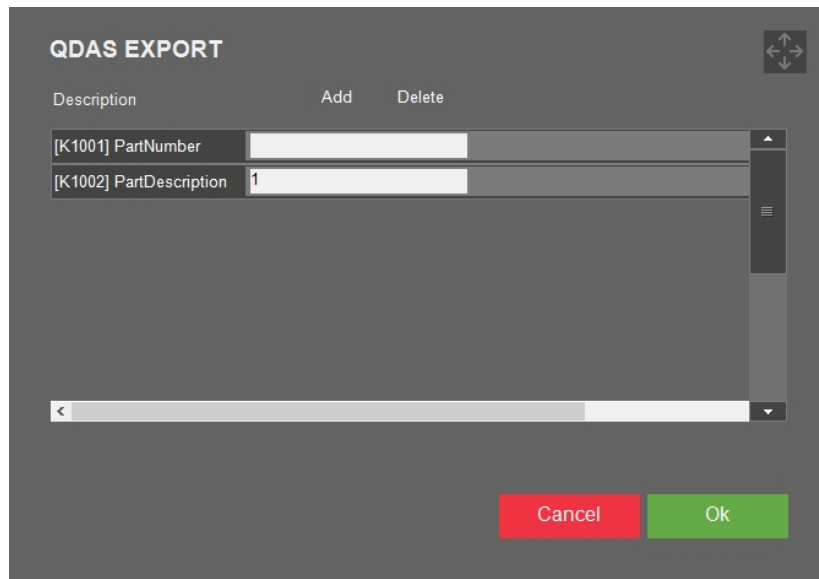 QDAS EXPORT
Description Add Delete
[K1001] PartNumber
[K1002] PartDescription 1
Cancel Ok